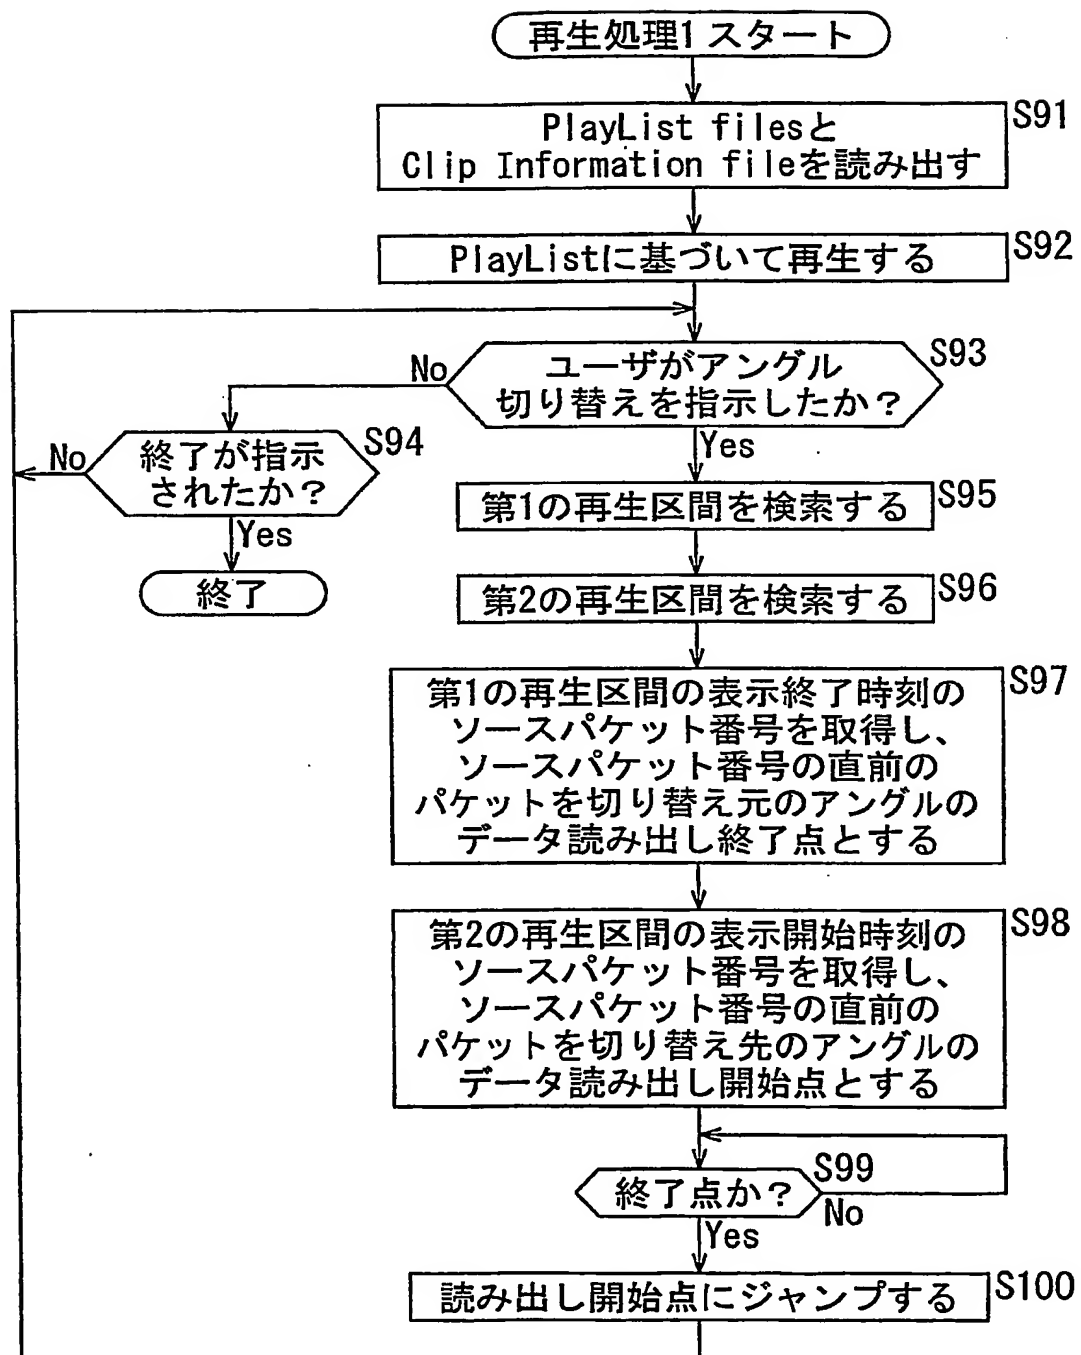 再生処理1 スタート
S91
PlayList filesと
Clip Information fileを読み出す
S92
PlayListに基づいて再生する
S93
ユーザがアングル
切り替えを指示したか？
No
Yes
S94
終了が指示
されたか？
No
Yes
終了
S95
第1の再生区間を検索する
S96
第2の再生区間を検索する
S97
第1の再生区間の表示終了時刻の
ソースパケット番号を取得し、
ソースパケット番号の直前の
パケットを切り替え元のアングルの
データ読み出し終了点とする
S98
第2の再生区間の表示開始時刻の
ソースパケット番号を取得し、
ソースパケット番号の直前の
パケットを切り替え先のアングルの
データ読み出し開始点とする
S99
終了点か？
No
Yes
S100
読み出し開始点にジャンプする